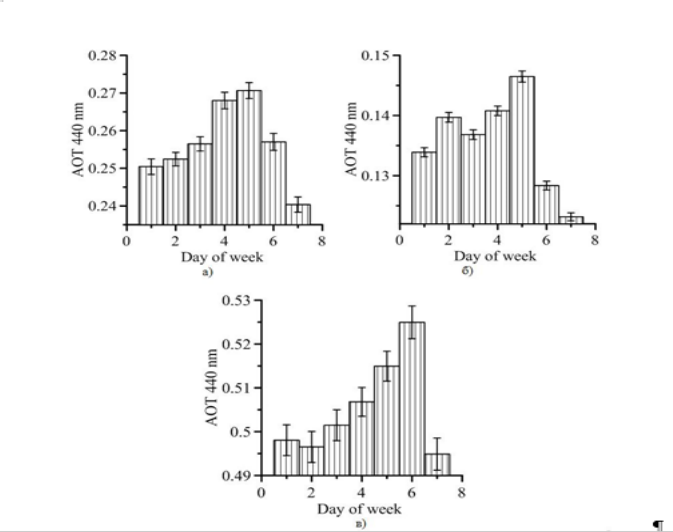 0.28
0.27
0.26
0.25
0.24
AOT 440 nm
0 2 4 6 8
Day of week
а)
0.15
0.14
0.13
AOT 440 nm
0 2 4 6 8
Day of week
б)
0.53
0.52
0.51
0.5
0.49
AOT 440 nm
0 2 4 6 8
Day of week
в)
¶